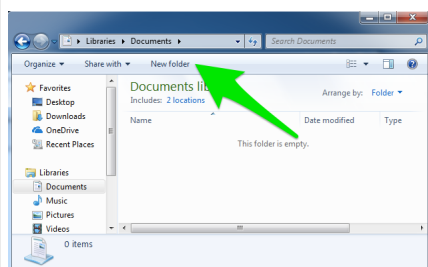 Libraries Documents
Search Documents
Organize Share with New folder
Favorites
Desktop
Downloads
OneDrive
Recent Places
Libraries
Documents
Music
Pictures
Videos
Documents lib
Includes: 2 locations
Arrange by: Folder
Name Date modified Type
This folder is empty.
0 items